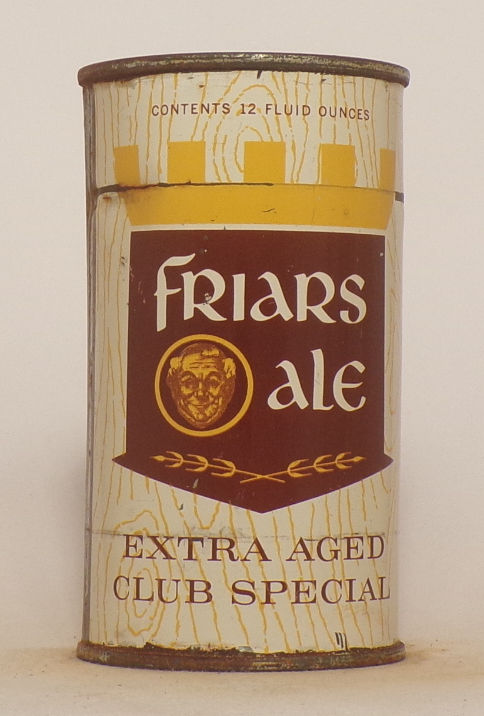 CONTENTS 12 FLUID OUNCES
FRIARS
ALE
EXTRA AGED
CLUB SPECIAL